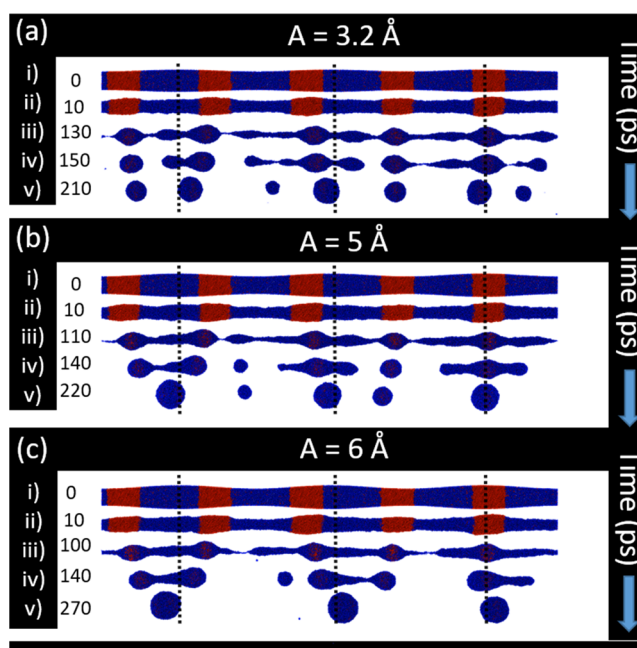 (a) A = 3.2 Å
i) 0
ii) 10
iii) 130
iv) 150
v) 210
Time (ps)
(b) A = 5 Å
i) 0
ii) 10
iii) 110
iv) 140
v) 220
Time (ps)
(c) A = 6 Å
i) 0
ii) 10
iii) 100
iv) 140
v) 270
Time (ps)